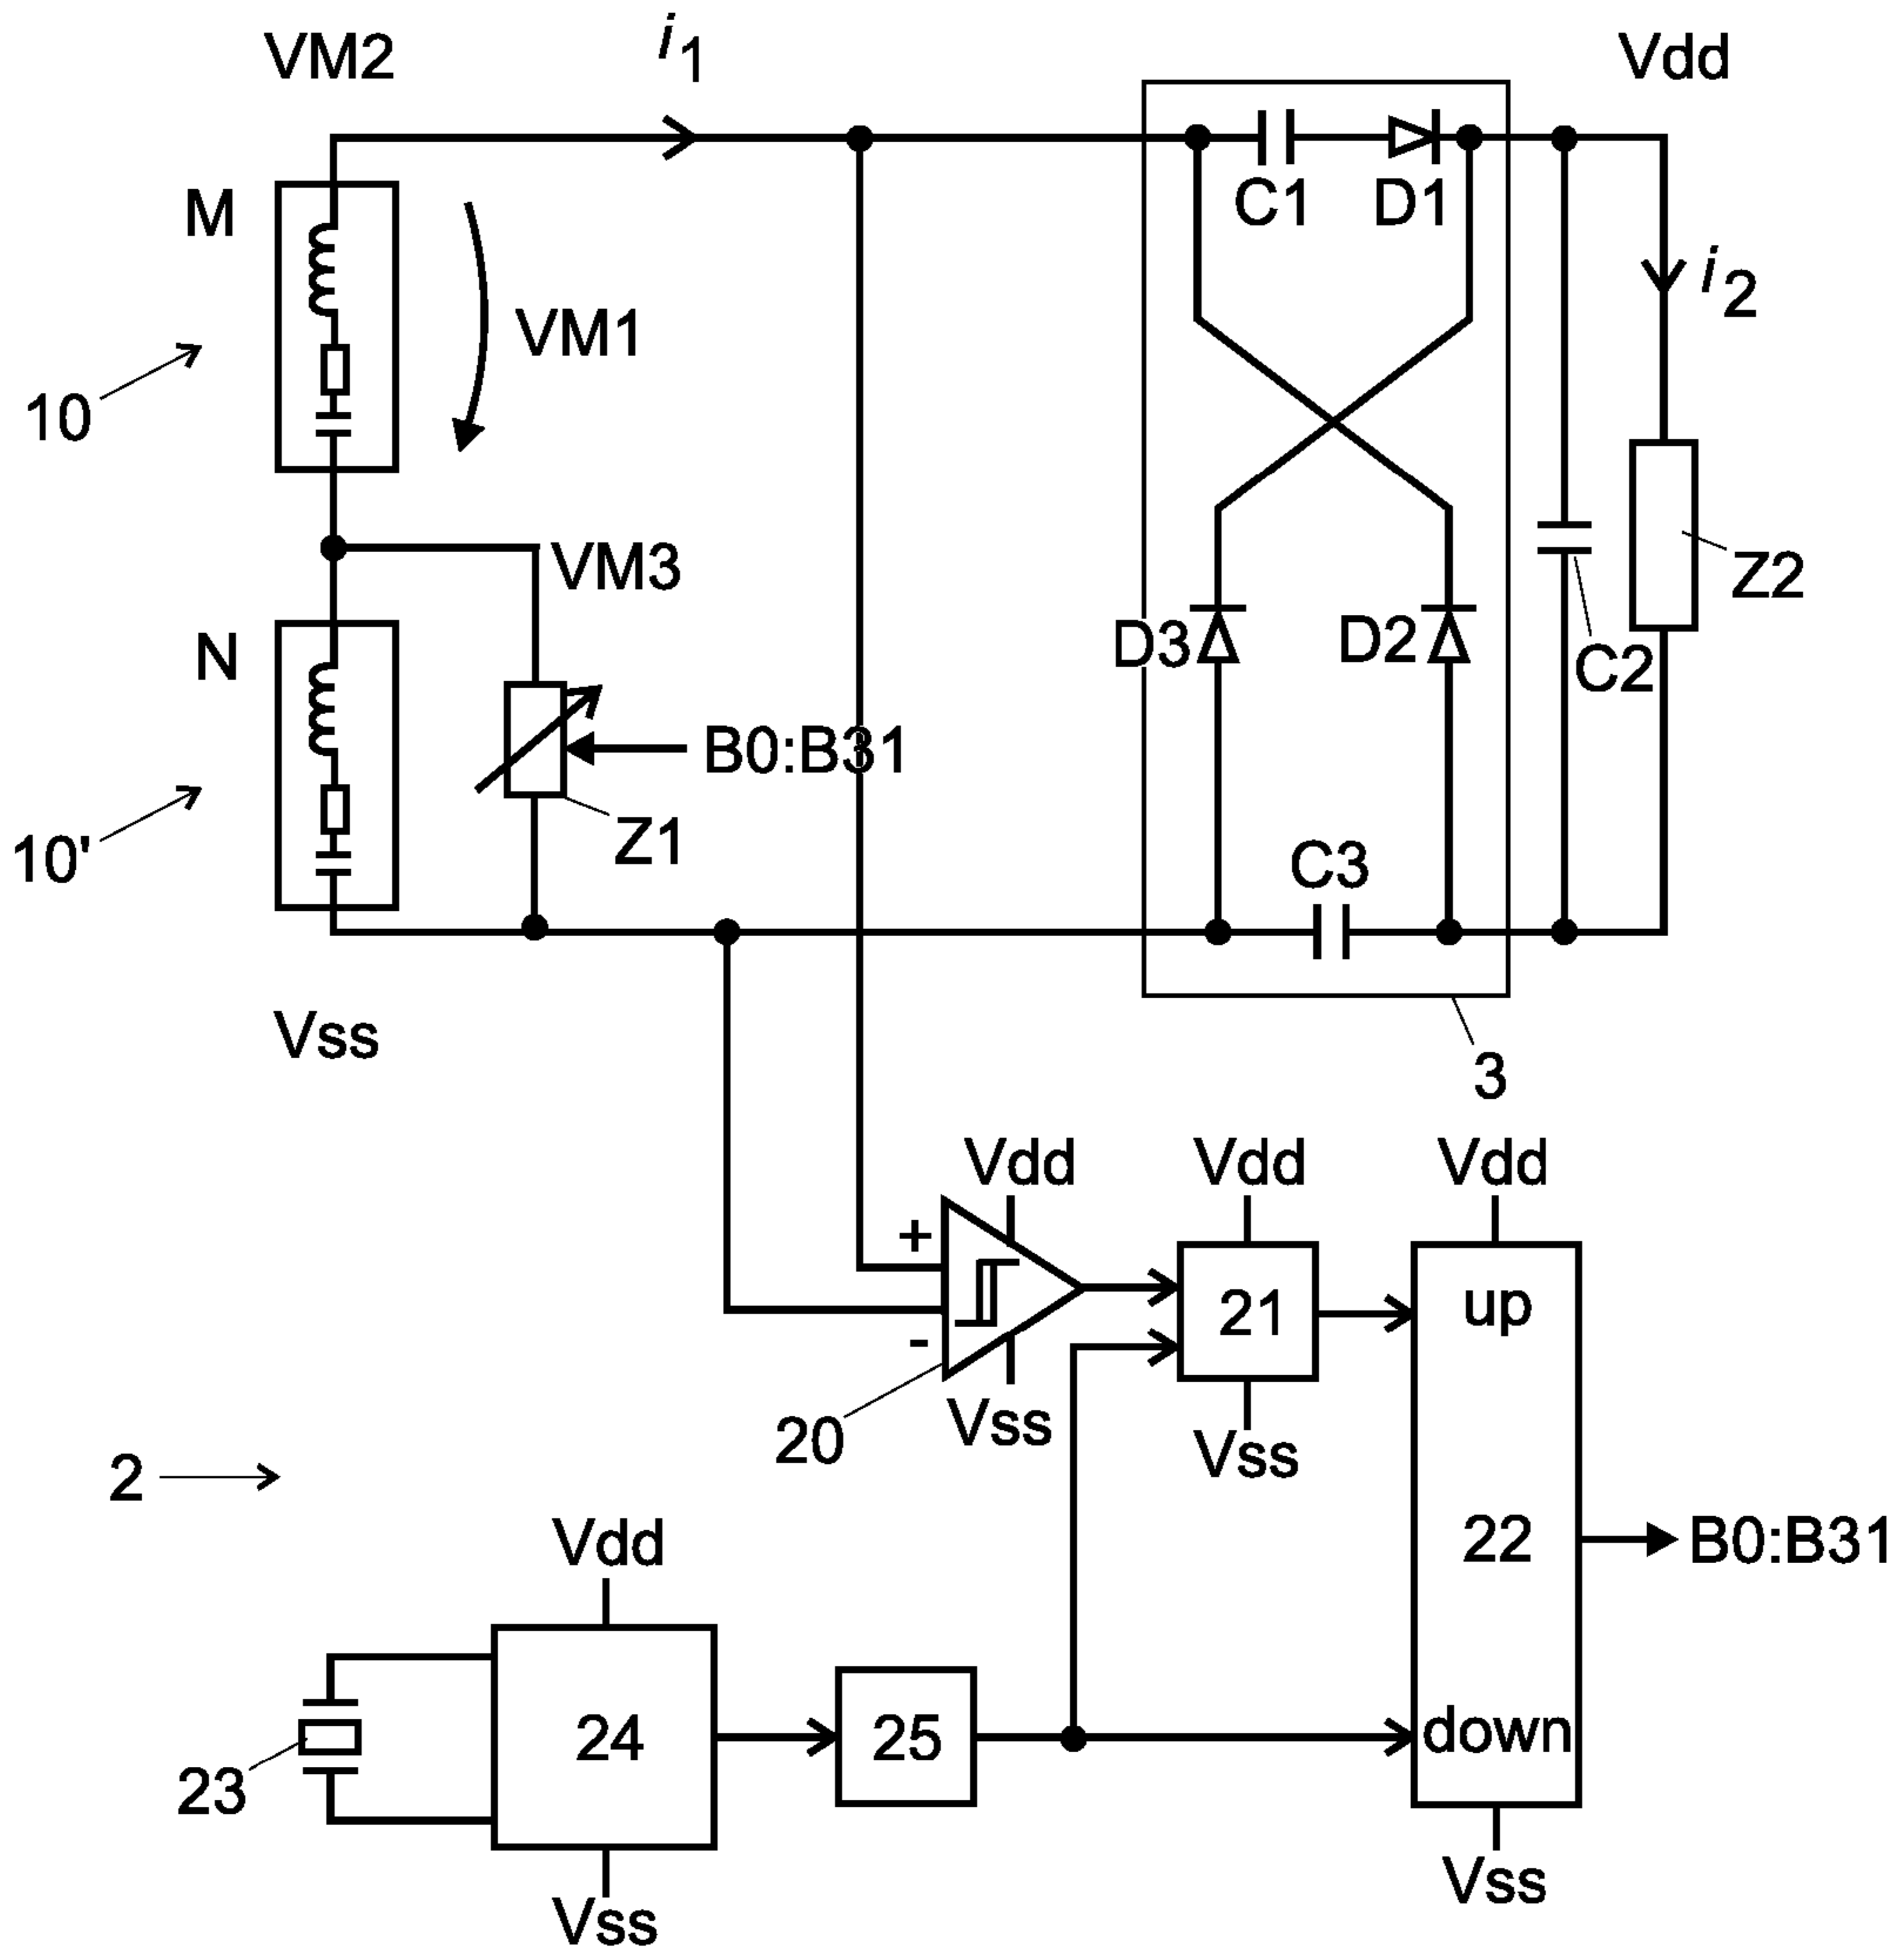 VM2
i1
Vdd
M
C1
D1
i2
VM1
10
VM3
Z2
N
D3
D2
C2
B0:B31
Z1
10'
C3
Vss
3
Vdd
Vdd
Vdd
+
up
21
-
20
Vss
Vss
2
Vdd
22
B0:B31
24
25
down
23
Vss
Vss